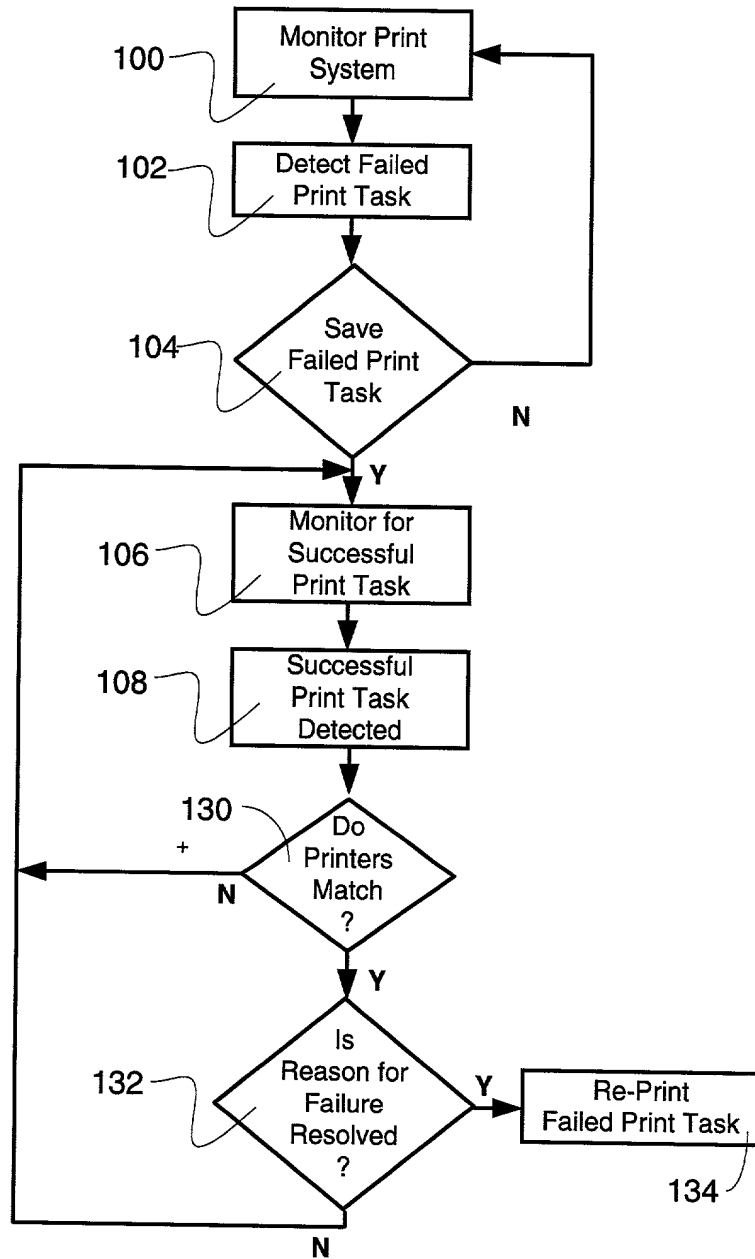 Monitor Print
System
100
Detect Failed
Print Task
102
Save
Failed Print
Task
104
N
Y
Monitor for
Successful
Print Task
106
Successful
Print Task
Detected
108
130
Do
Printers
Match
?
+
N
Y
Is
Reason for
Failure
Resolved
?
132
Y
Re-Print
Failed Print Task
134
N